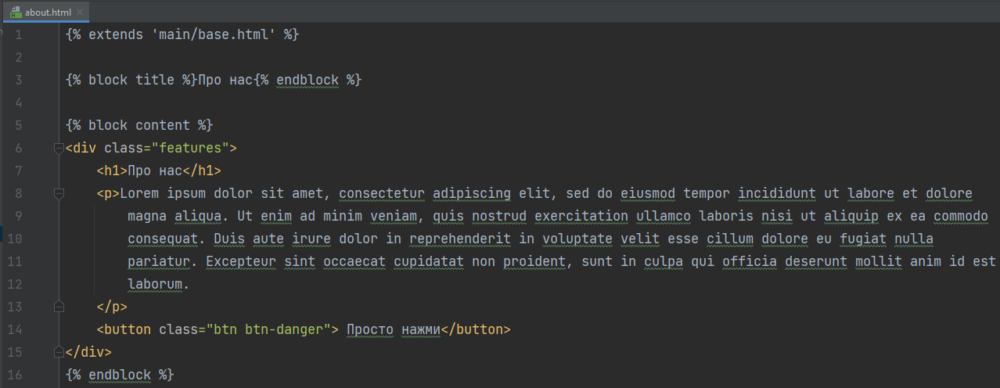 about.html
1 {% extends 'main/base.html' %}
2
3 {% block title %}Про нас{% endblock %}
4
5 {% block content %}
6 <div class="features">
7     <h1>Про нас</h1>
8     <p>Lorem ipsum dolor sit amet, consectetur adipiscing elit, sed do eiusmod tempor incididunt ut labore et dolore
9         magna aliqua. Ut enim ad minim veniam, quis nostrud exercitation ullamco laboris nisi ut aliquip ex ea commodo
10         consequat. Duis aute irure dolor in reprehenderit in voluptate velit esse cillum dolore eu fugiat nulla
11         pariatur. Excepteur sint occaecat cupidatat non proident, sunt in culpa qui officia deserunt mollit anim id est
12         laborum.
13     </p>
14     <button class="btn btn-danger"> Просто нажми</button>
15 </div>
16 {% endblock %}